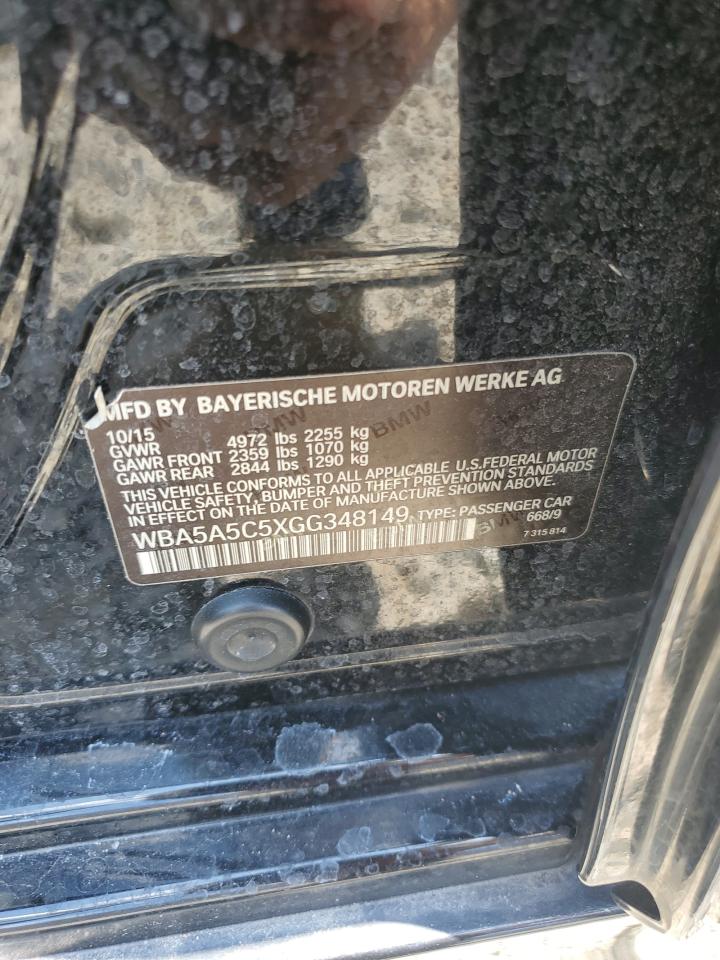 MFD BY BAYERISCHE MOTOREN WERKE AG
10/15
GVWR 4972 lbs 2255 kg
GAWR FRONT 2359 lbs 1070 kg
GAWR REAR 2844 lbs 1290 kg
THIS VEHICLE CONFORMS TO ALL APPLICABLE U.S.FEDERAL MOTOR
VEHICLE SAFETY, BUMPER AND THEFT PREVENTION STANDARDS
IN EFFECT ON THE DATE OF MANUFACTURE SHOWN ABOVE.
WBA5A5C5XGG348149 TYPE: PASSENGER CAR
668/9
7 315 814
BMW
BMW
BMW